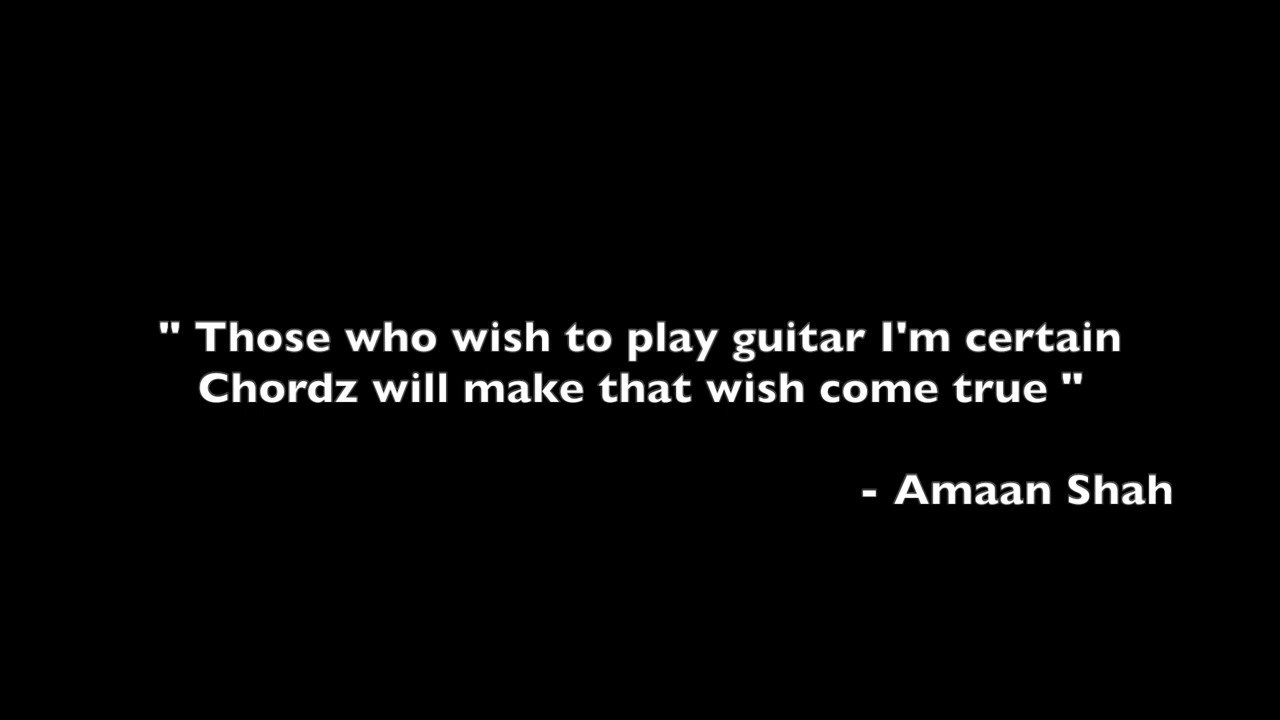 " Those who wish to play guitar I'm certain
Chordz will make that wish come true "
- Amaan Shah